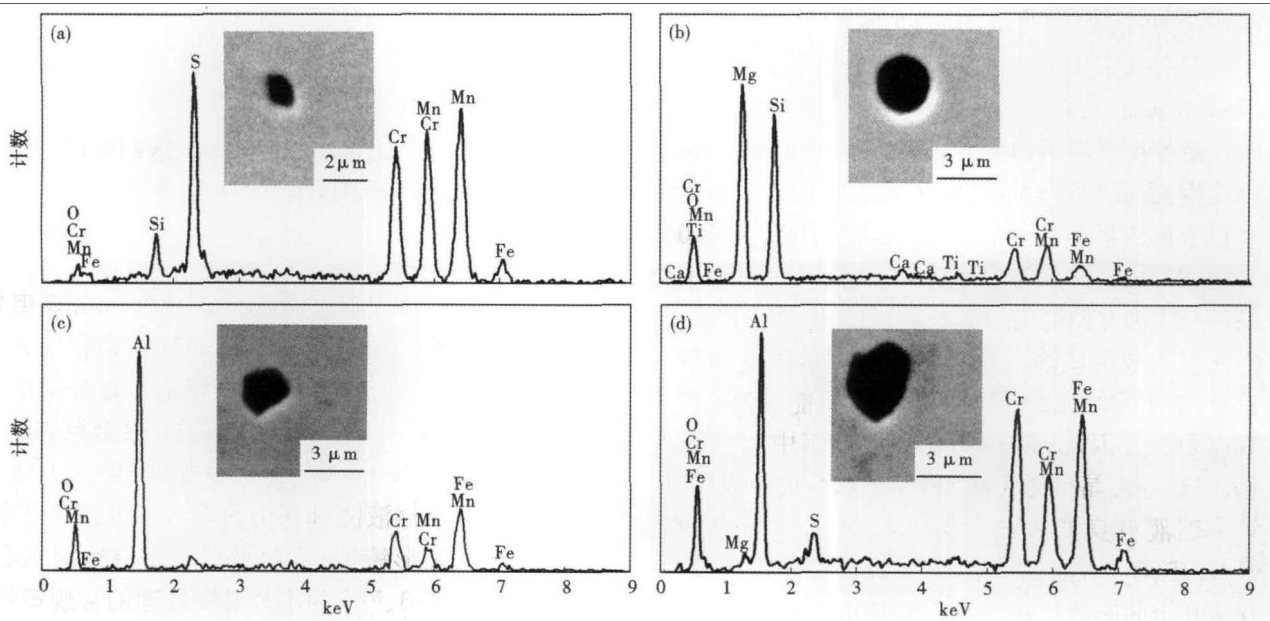 (a)
计数
S
2μm
Mn
Mn
Cr
Cr
Si
O
Cr
Mn
Fe
Fe
(b)
Mg
Si
3 μm
Cr
O
Mn
Ti
Ca
Fe
Ca
Ca
Ti
Ti
Cr
Cr
Mn
Fe
Mn
Fe
(c)
计数
Al
3 μm
O
Cr
Mn
Fe
Cr
Mn
Cr
Fe
Mn
Fe
0 1 2 3 4 5 6 7 8 9
keV
(d)
Al
3 μm
O
Cr
Mn
Fe
Mg
S
Cr
Cr
Mn
Fe
Mn
Fe
0 1 2 3 4 5 6 7 8 9
keV